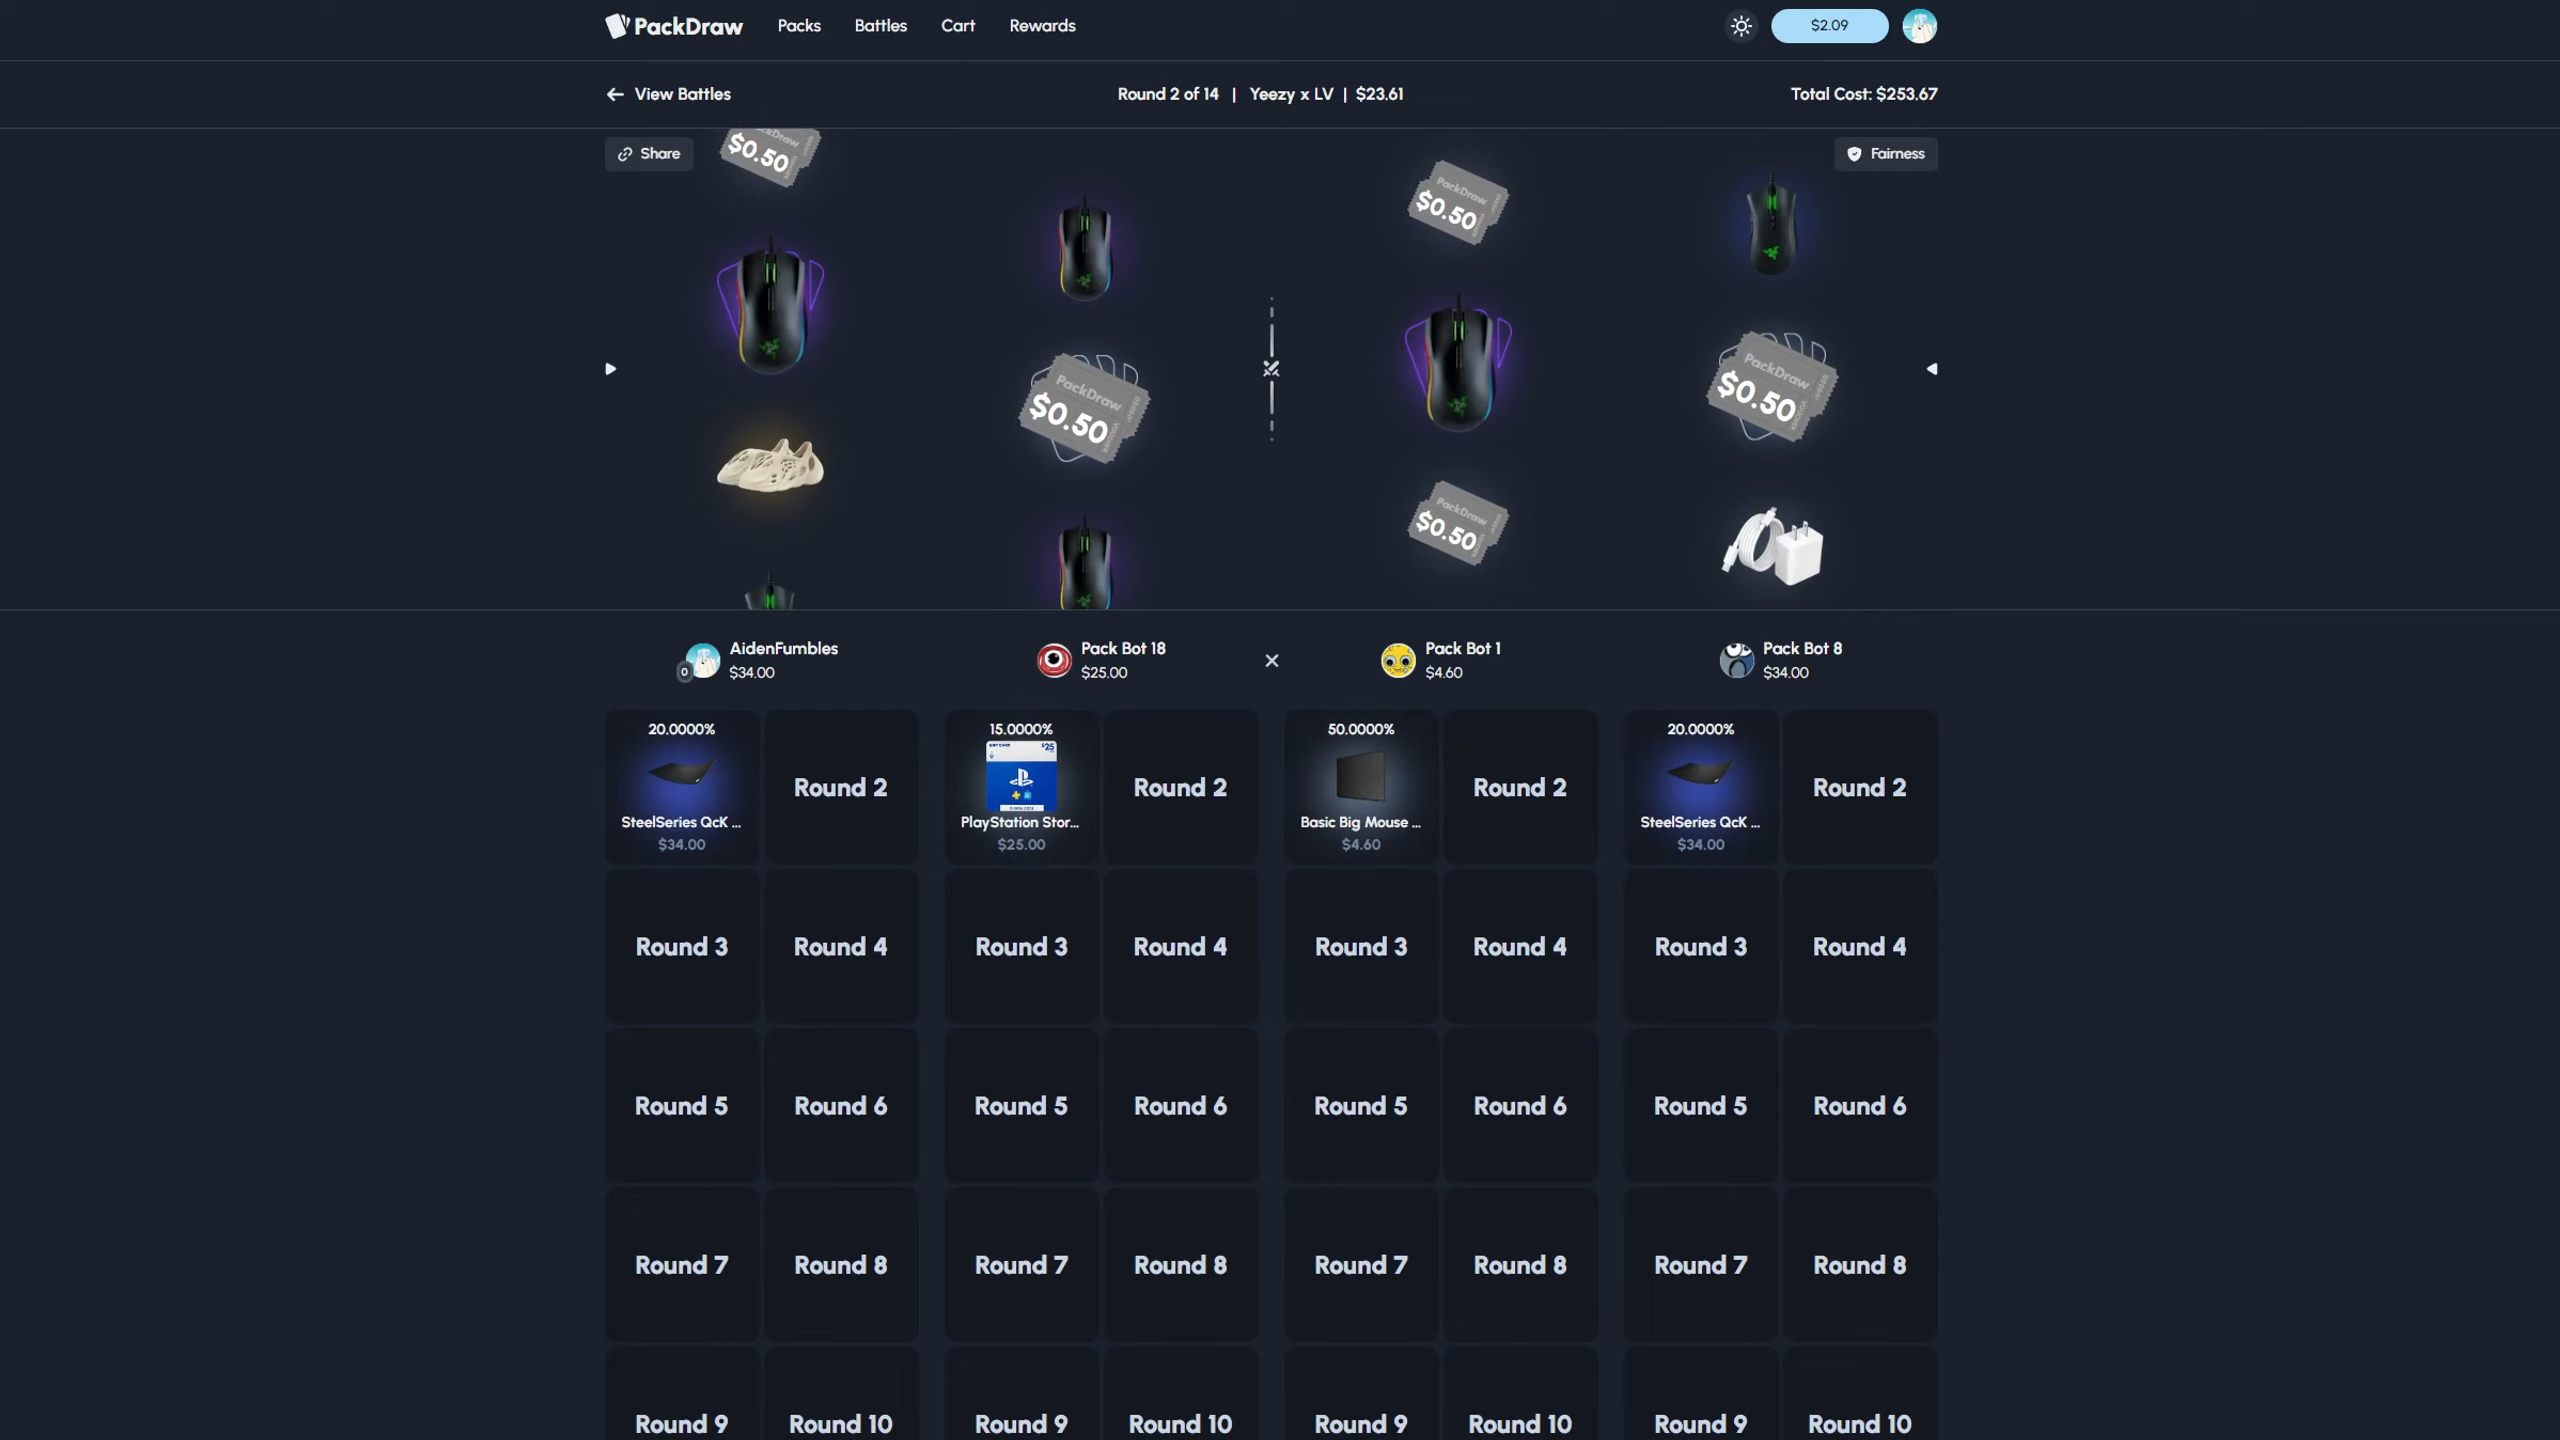 PackDraw Packs Battles Cart Rewards $2.09
View Battles Round 2 of 14 | Yeezy x LV | $23.61 Total Cost: $253.67
Share Fairness
PackDraw
$0.50
PackDraw
$0.50
PackDraw
$0.50
PackDraw
$0.50
PackDraw
$0.50
AidenFumbles Pack Bot 18 Pack Bot 1 Pack Bot 8
0 $34.00 $25.00 $4.60 $34.00
20.0000% 15.0000% 50.0000% 20.0000%
$25
Round 2 Round 2 Round 2 Round 2
SteelSeries QcK ... PlayStation Stor... Basic Big Mouse ... SteelSeries QcK ...
$34.00 $25.00 $4.60 $34.00
Round 3 Round 4 Round 3 Round 4 Round 3 Round 4 Round 3 Round 4
Round 5 Round 6 Round 5 Round 6 Round 5 Round 6 Round 5 Round 6
Round 7 Round 8 Round 7 Round 8 Round 7 Round 8 Round 7 Round 8
Round 9 Round 10 Round 9 Round 10 Round 9 Round 10 Round 9 Round 10